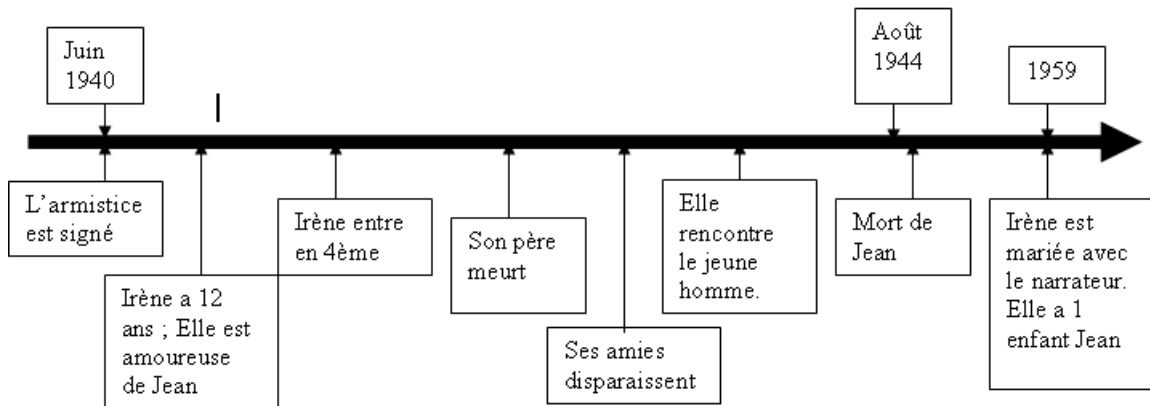 Juin
1940
Août
1944
1959
L'armistice
est signé
Irène a 12
ans ; Elle est
amoureuse
de Jean
Irène entre
en 4ème
Son père
meurt
Ses amies
disparaissent
Elle
rencontre
le jeune
homme.
Mort de
Jean
Irène est
mariée avec
le narrateur.
Elle a 1
enfant Jean